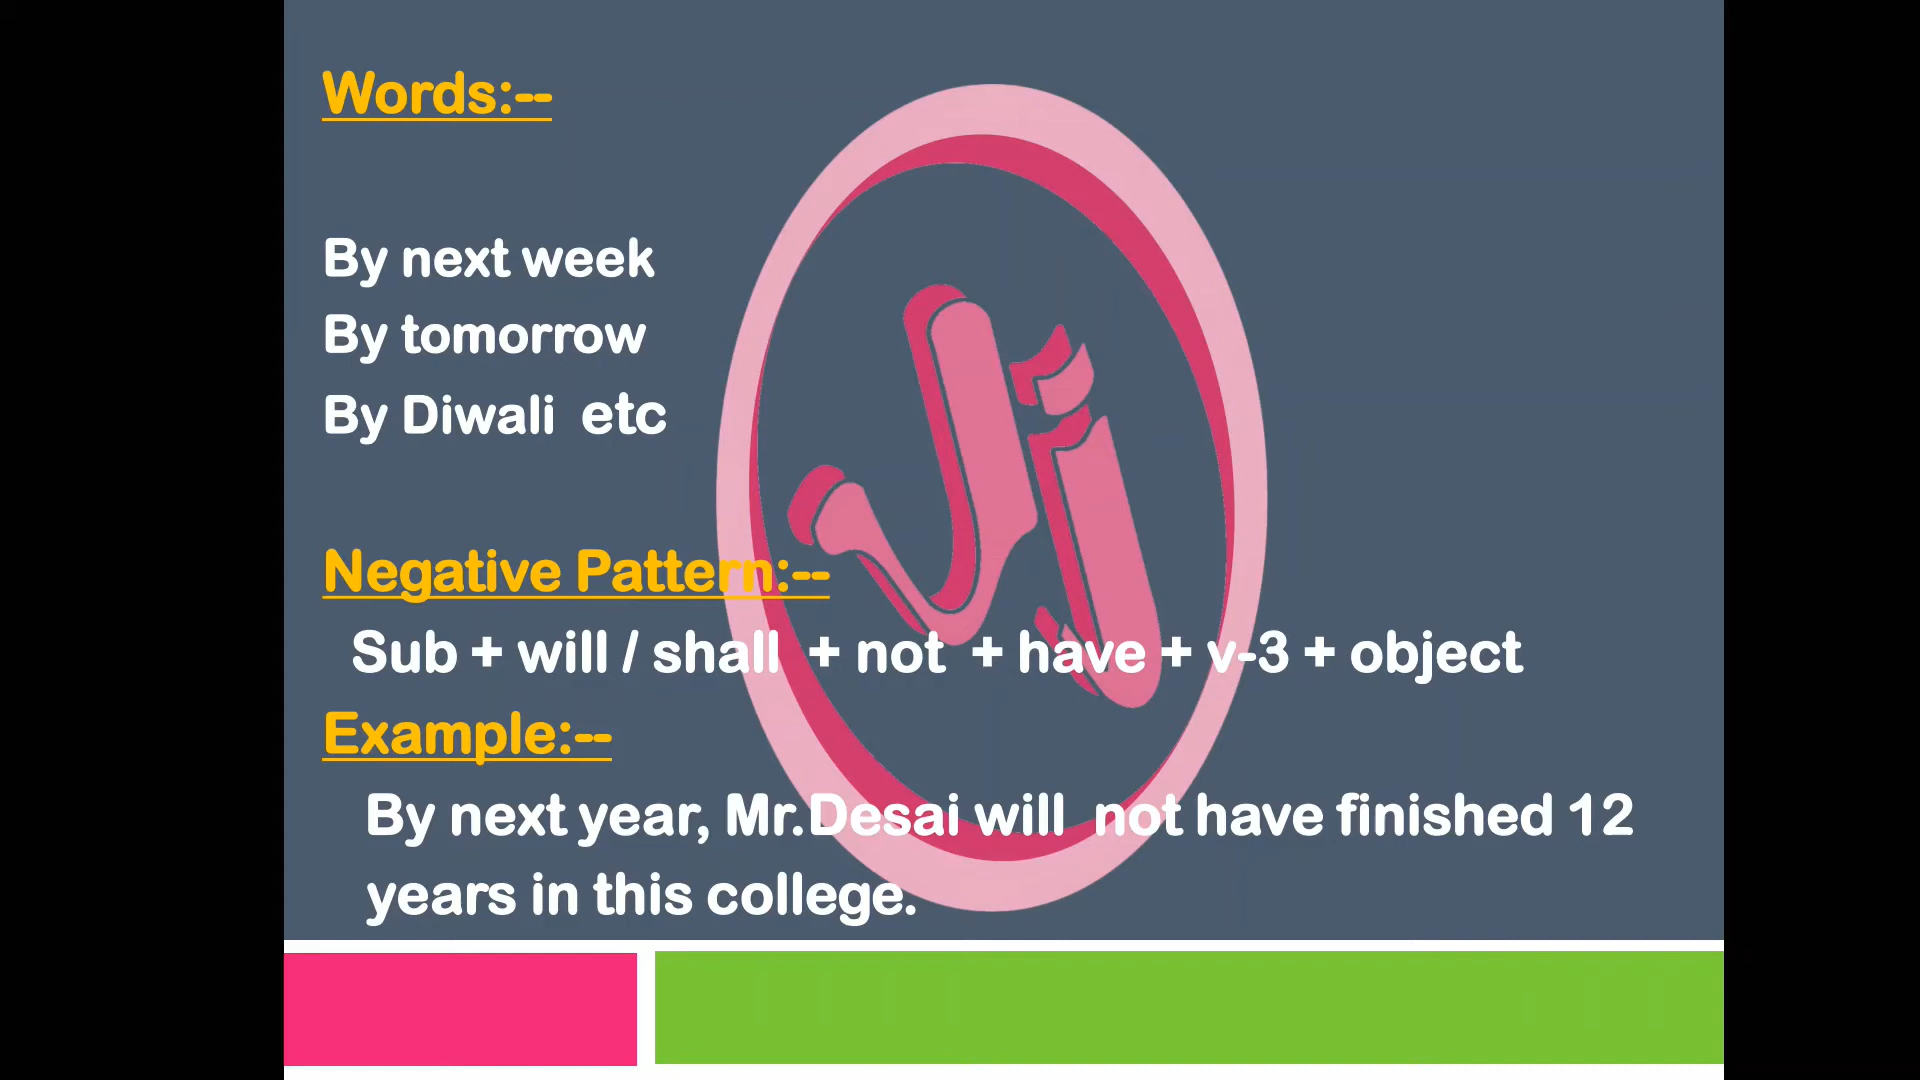 Words:--
By next week
By tomorrow
By Diwali etc
Negative Pattern:--
Sub + will / shall + not + have + v-3 + object
Example:--
By next year, Mr.Desai will not have finished 12
years in this college.